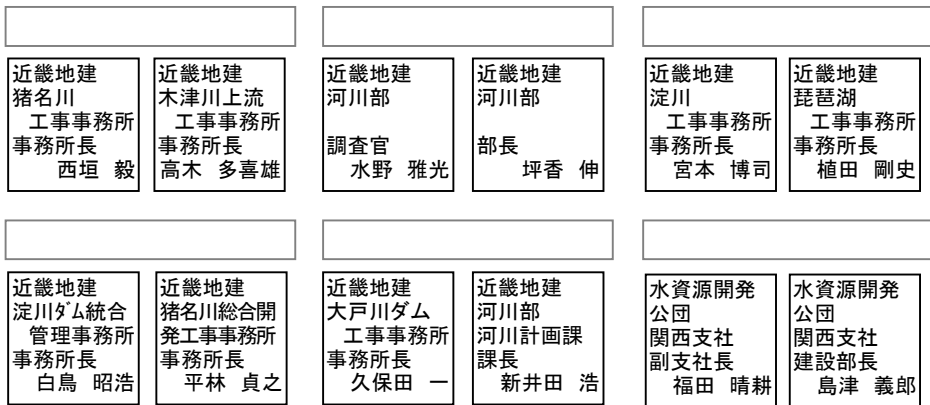 近畿地建
猪名川
工事事務所
事務所長
西垣 毅
近畿地建
木津川上流
工事事務所
事務所長
高木 多喜雄
近畿地建
河川部
調査官
水野 雅光
近畿地建
河川部
部長
坪香 伸
近畿地建
淀川
工事事務所
事務所長
宮本 博司
近畿地建
琵琶湖
工事事務所
事務所長
植田 剛史
近畿地建
淀川ﾀﾞﾑ統合
管理事務所
事務所長
白鳥 昭浩
近畿地建
猪名川総合開
発工事事務所
事務所長
平林 貞之
近畿地建
大戸川ダム
工事事務所
事務所長
久保田 一
近畿地建
河川部
河川計画課
課長
新井田 浩
水資源開発
公団
関西支社
副支社長
福田 晴耕
水資源開発
公団
関西支社
建設部長
島津 義郎